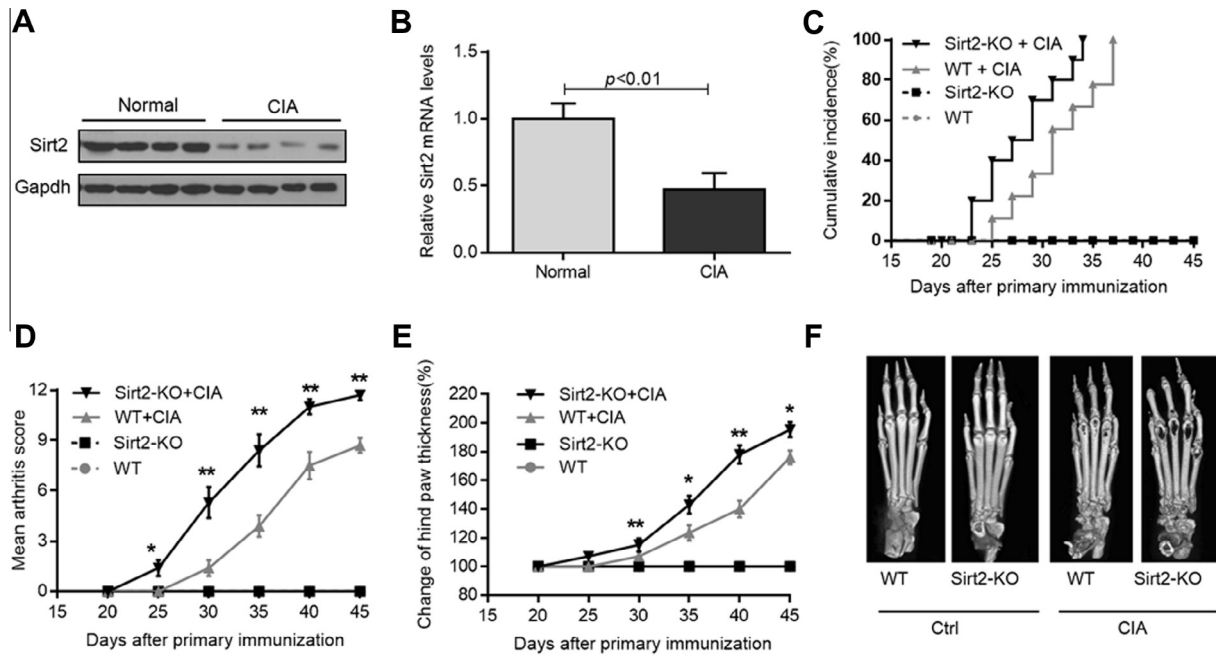 A
Normal
CIA
Sirt2
Gapdh
B
Relative Sirt2 mRNA levels
1.5
1.0
0.5
0.0
p<0.01
Normal
CIA
C
Cumulative incidence(%)
100
80
60
40
20
0
Sirt2-KO + CIA
WT + CIA
Sirt2-KO
WT
15 20 25 30 35 40 45
Days after primary immunization
D
Mean arthritis score
12
9
6
3
0
Sirt2-KO+CIA
WT+CIA
Sirt2-KO
WT
* ** ** ** **
15 20 25 30 35 40 45
Days after primary immunization
E
Change of hind paw thickness(%)
220
200
180
160
140
120
100
80
Sirt2-KO+CIA
WT+CIA
Sirt2-KO
WT
** * ** *
15 20 25 30 35 40 45
Days after primary immunization
F
WT Sirt2-KO WT Sirt2-KO
Ctrl CIA